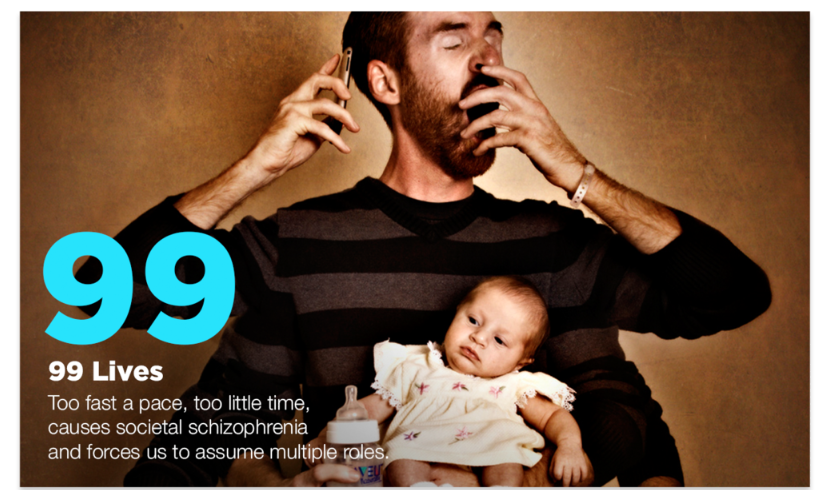 99
99 Lives
Too fast a pace, too little time,
causes societal schizophrenia
and forces us to assume multiple roles.